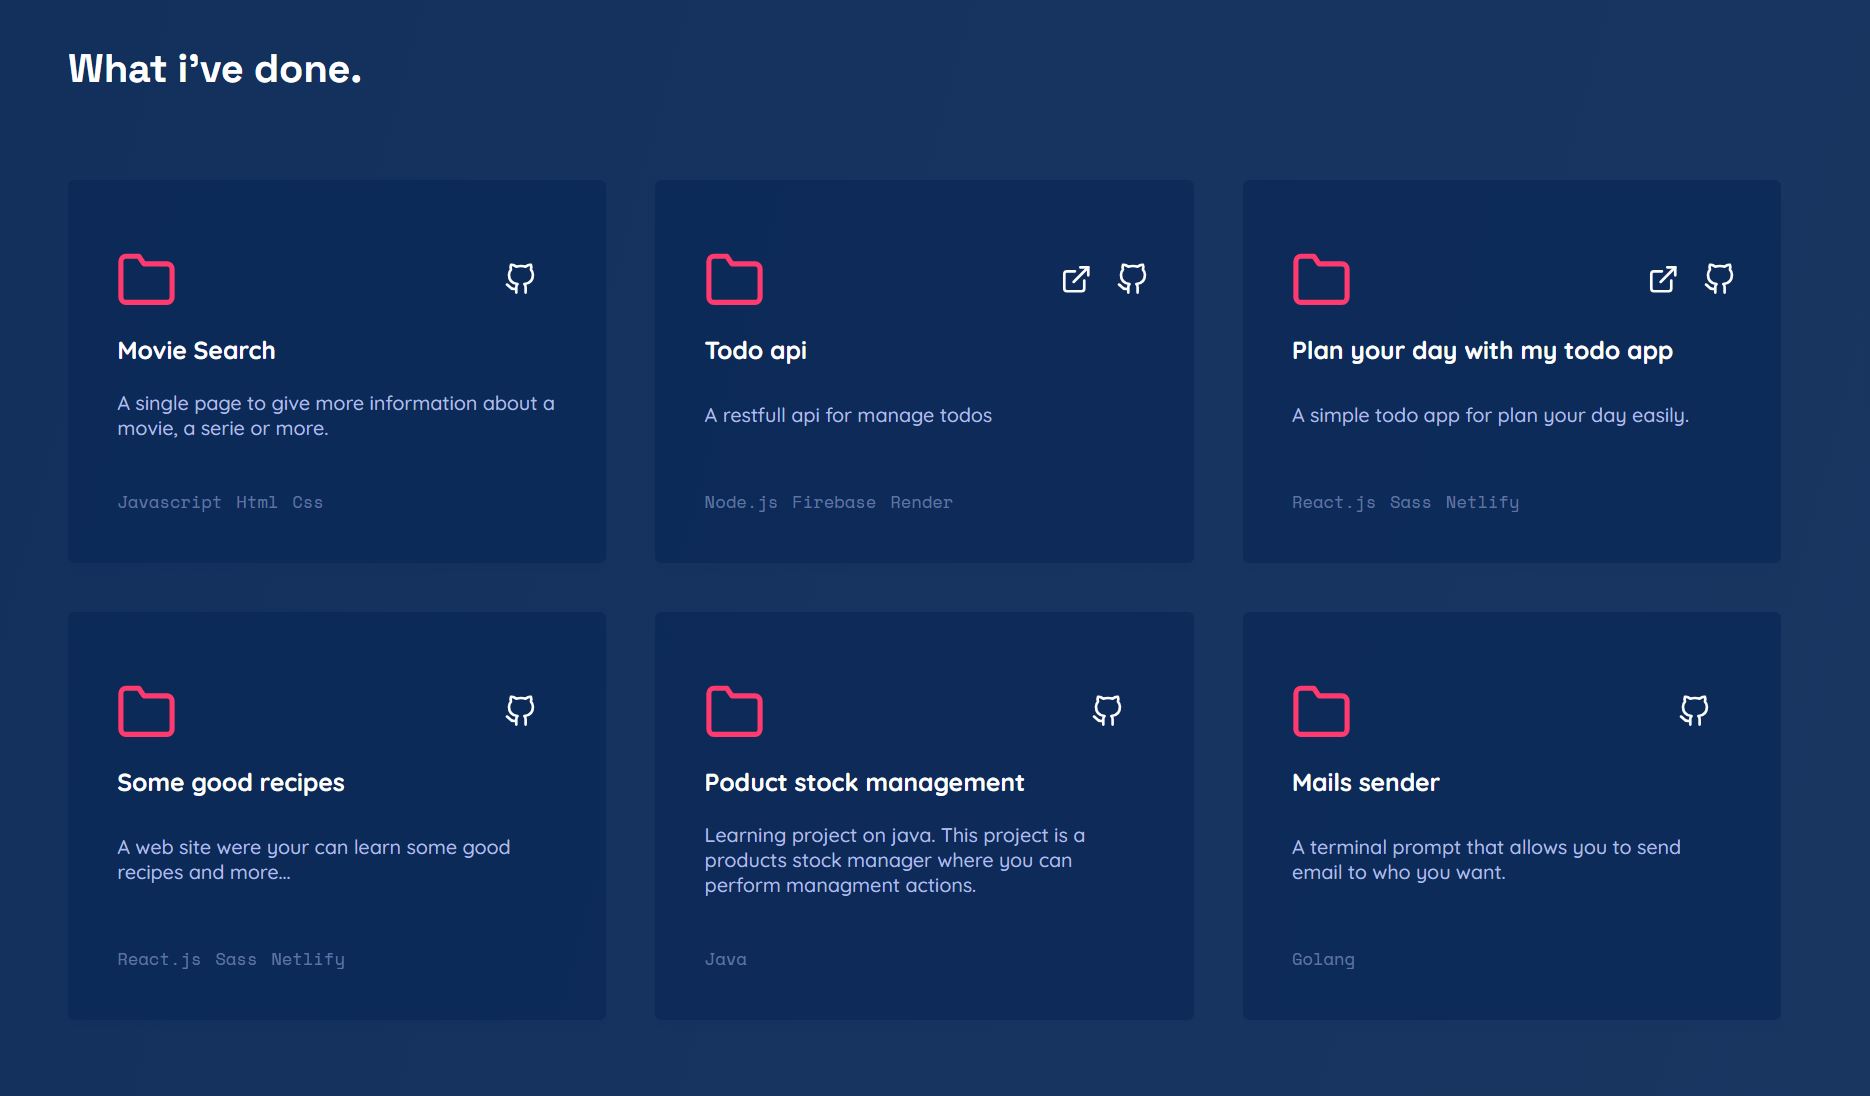 What i've done.
Movie Search
A single page to give more information about a
movie, a serie or more.
Javascript Html Css
Todo api
A restfull api for manage todos
Node.js Firebase Render
Plan your day with my todo app
A simple todo app for plan your day easily.
React.js Sass Netlify
Some good recipes
A web site were your can learn some good
recipes and more...
React.js Sass Netlify
Poduct stock management
Learning project on java. This project is a
products stock manager where you can
perform managment actions.
Java
Mails sender
A terminal prompt that allows you to send
email to who you want.
Golang